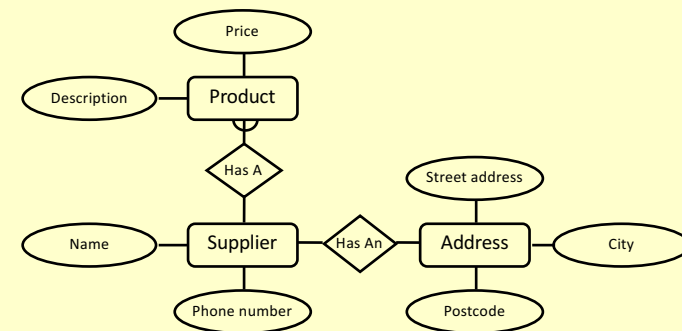 Price
Description
Product
Has A
Street address
Name
Supplier
Has An
Address
City
Phone number
Postcode